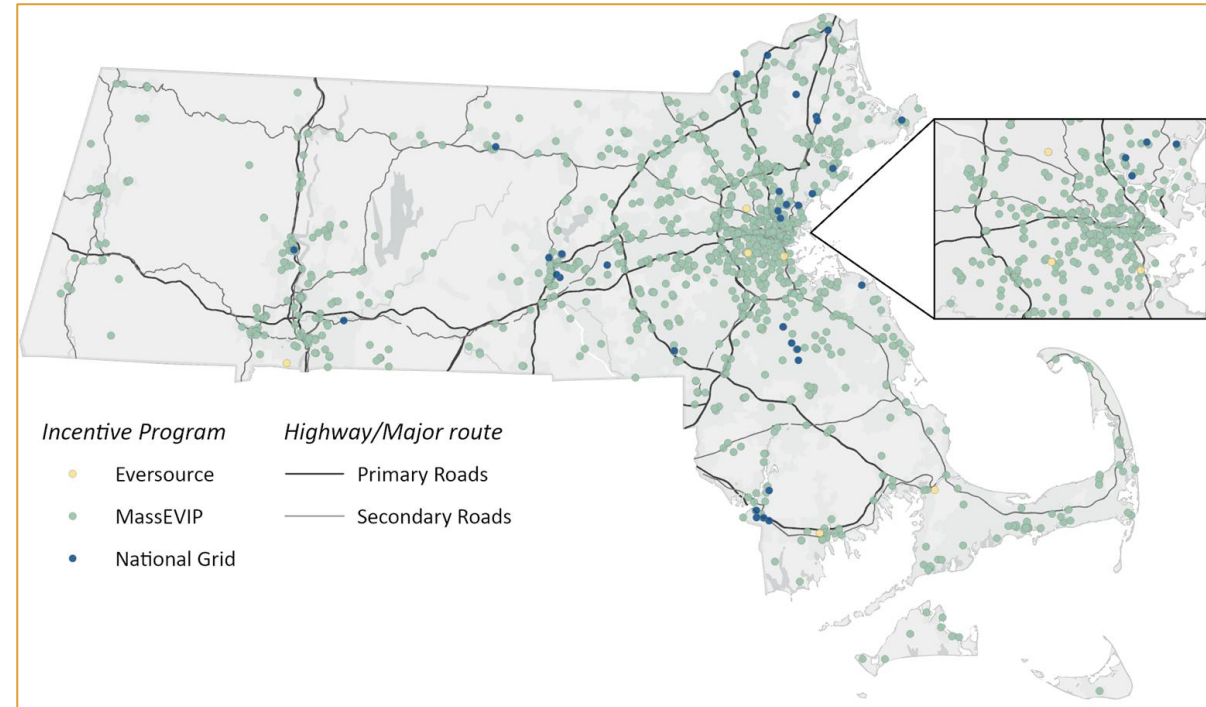 Incentive Program
Eversource
MassEVIP
National Grid
Highway/Major route
Primary Roads
Secondary Roads